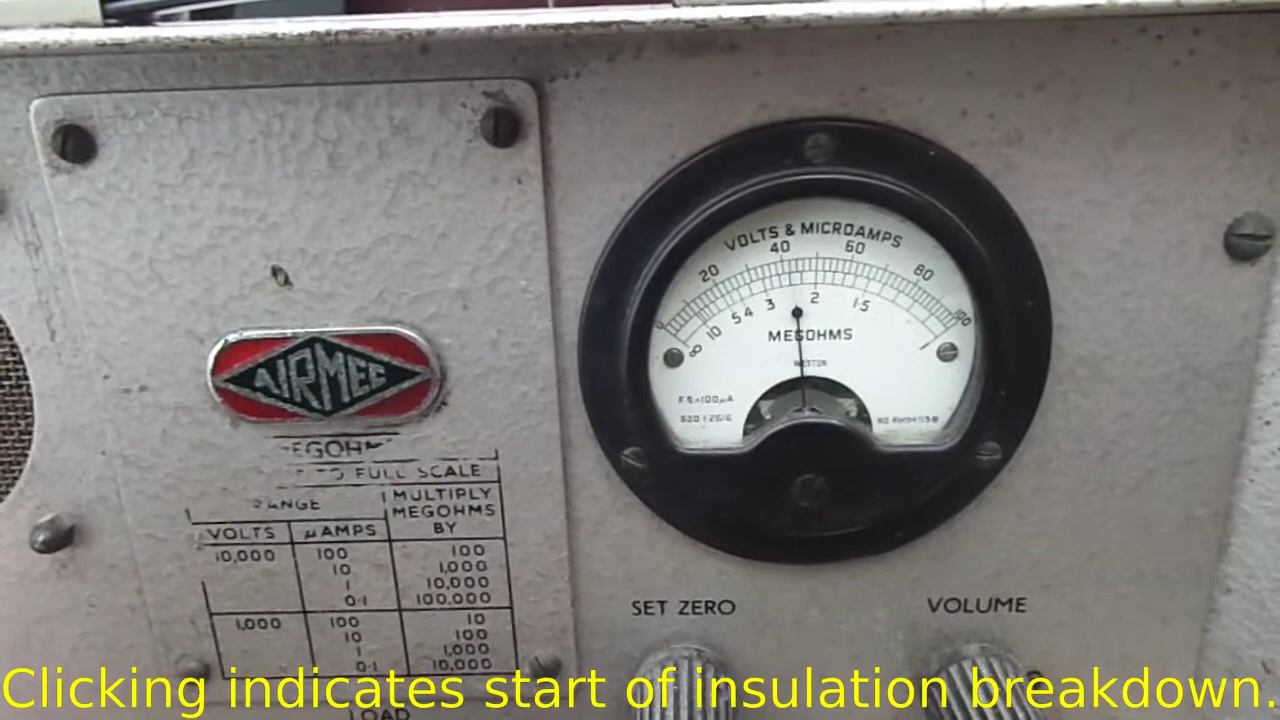 VOLTS & MICROAMPS
0 20 40 60 80 100
∞ 10 5 4 3 2 1·5 1
MEGOHMS
WESTON
F.S.=100μA
AIRMEC
FULL SCALE
RANGE MULTIPLY MEGOHMS BY
VOLTS μAMPS
10,000 100 100
10 1,000
1 10,000
0·1 100,000
1,000 100 10
10 100
1 1,000
0·1 10,000
SET ZERO
VOLUME
LOAD
Clicking indicates start of insulation breakdown.